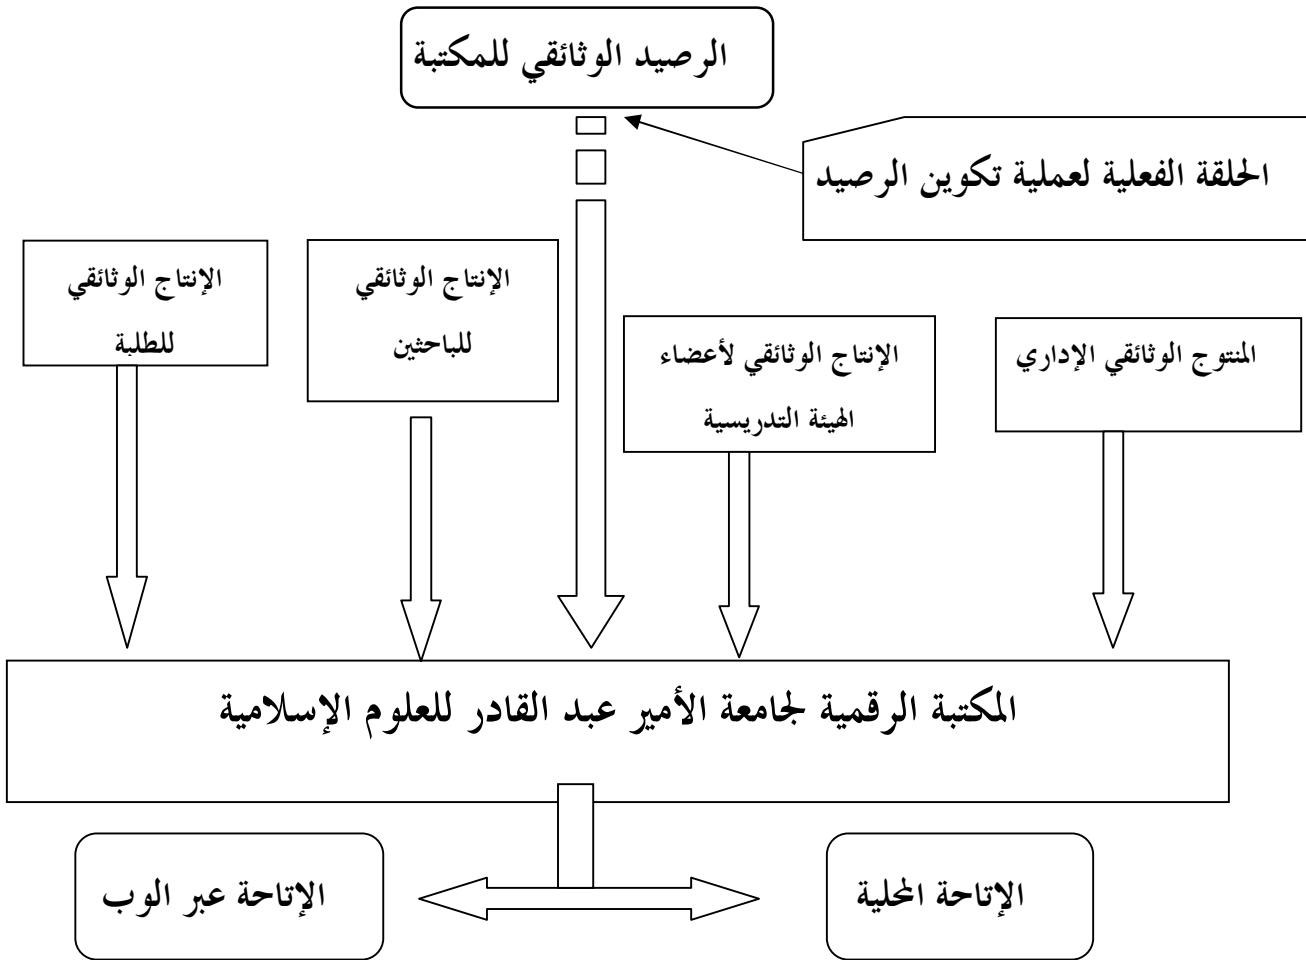 الرصيد الوثائقي للمكتبة
الحلقة الفعلية لعملية تكوين الرصيد
المنتوج الوثائقي الإداري
الإنتاج الوثائقي لأعضاء
الهيئة التدريسية
الإنتاج الوثائقي
للباحثين
الإنتاج الوثائقي
للطلبة
المكتبة الرقمية لجامعة الأمير عبد القادر للعلوم الإسلامية
الإتاحة المحلية
الإتاحة عبر الوب